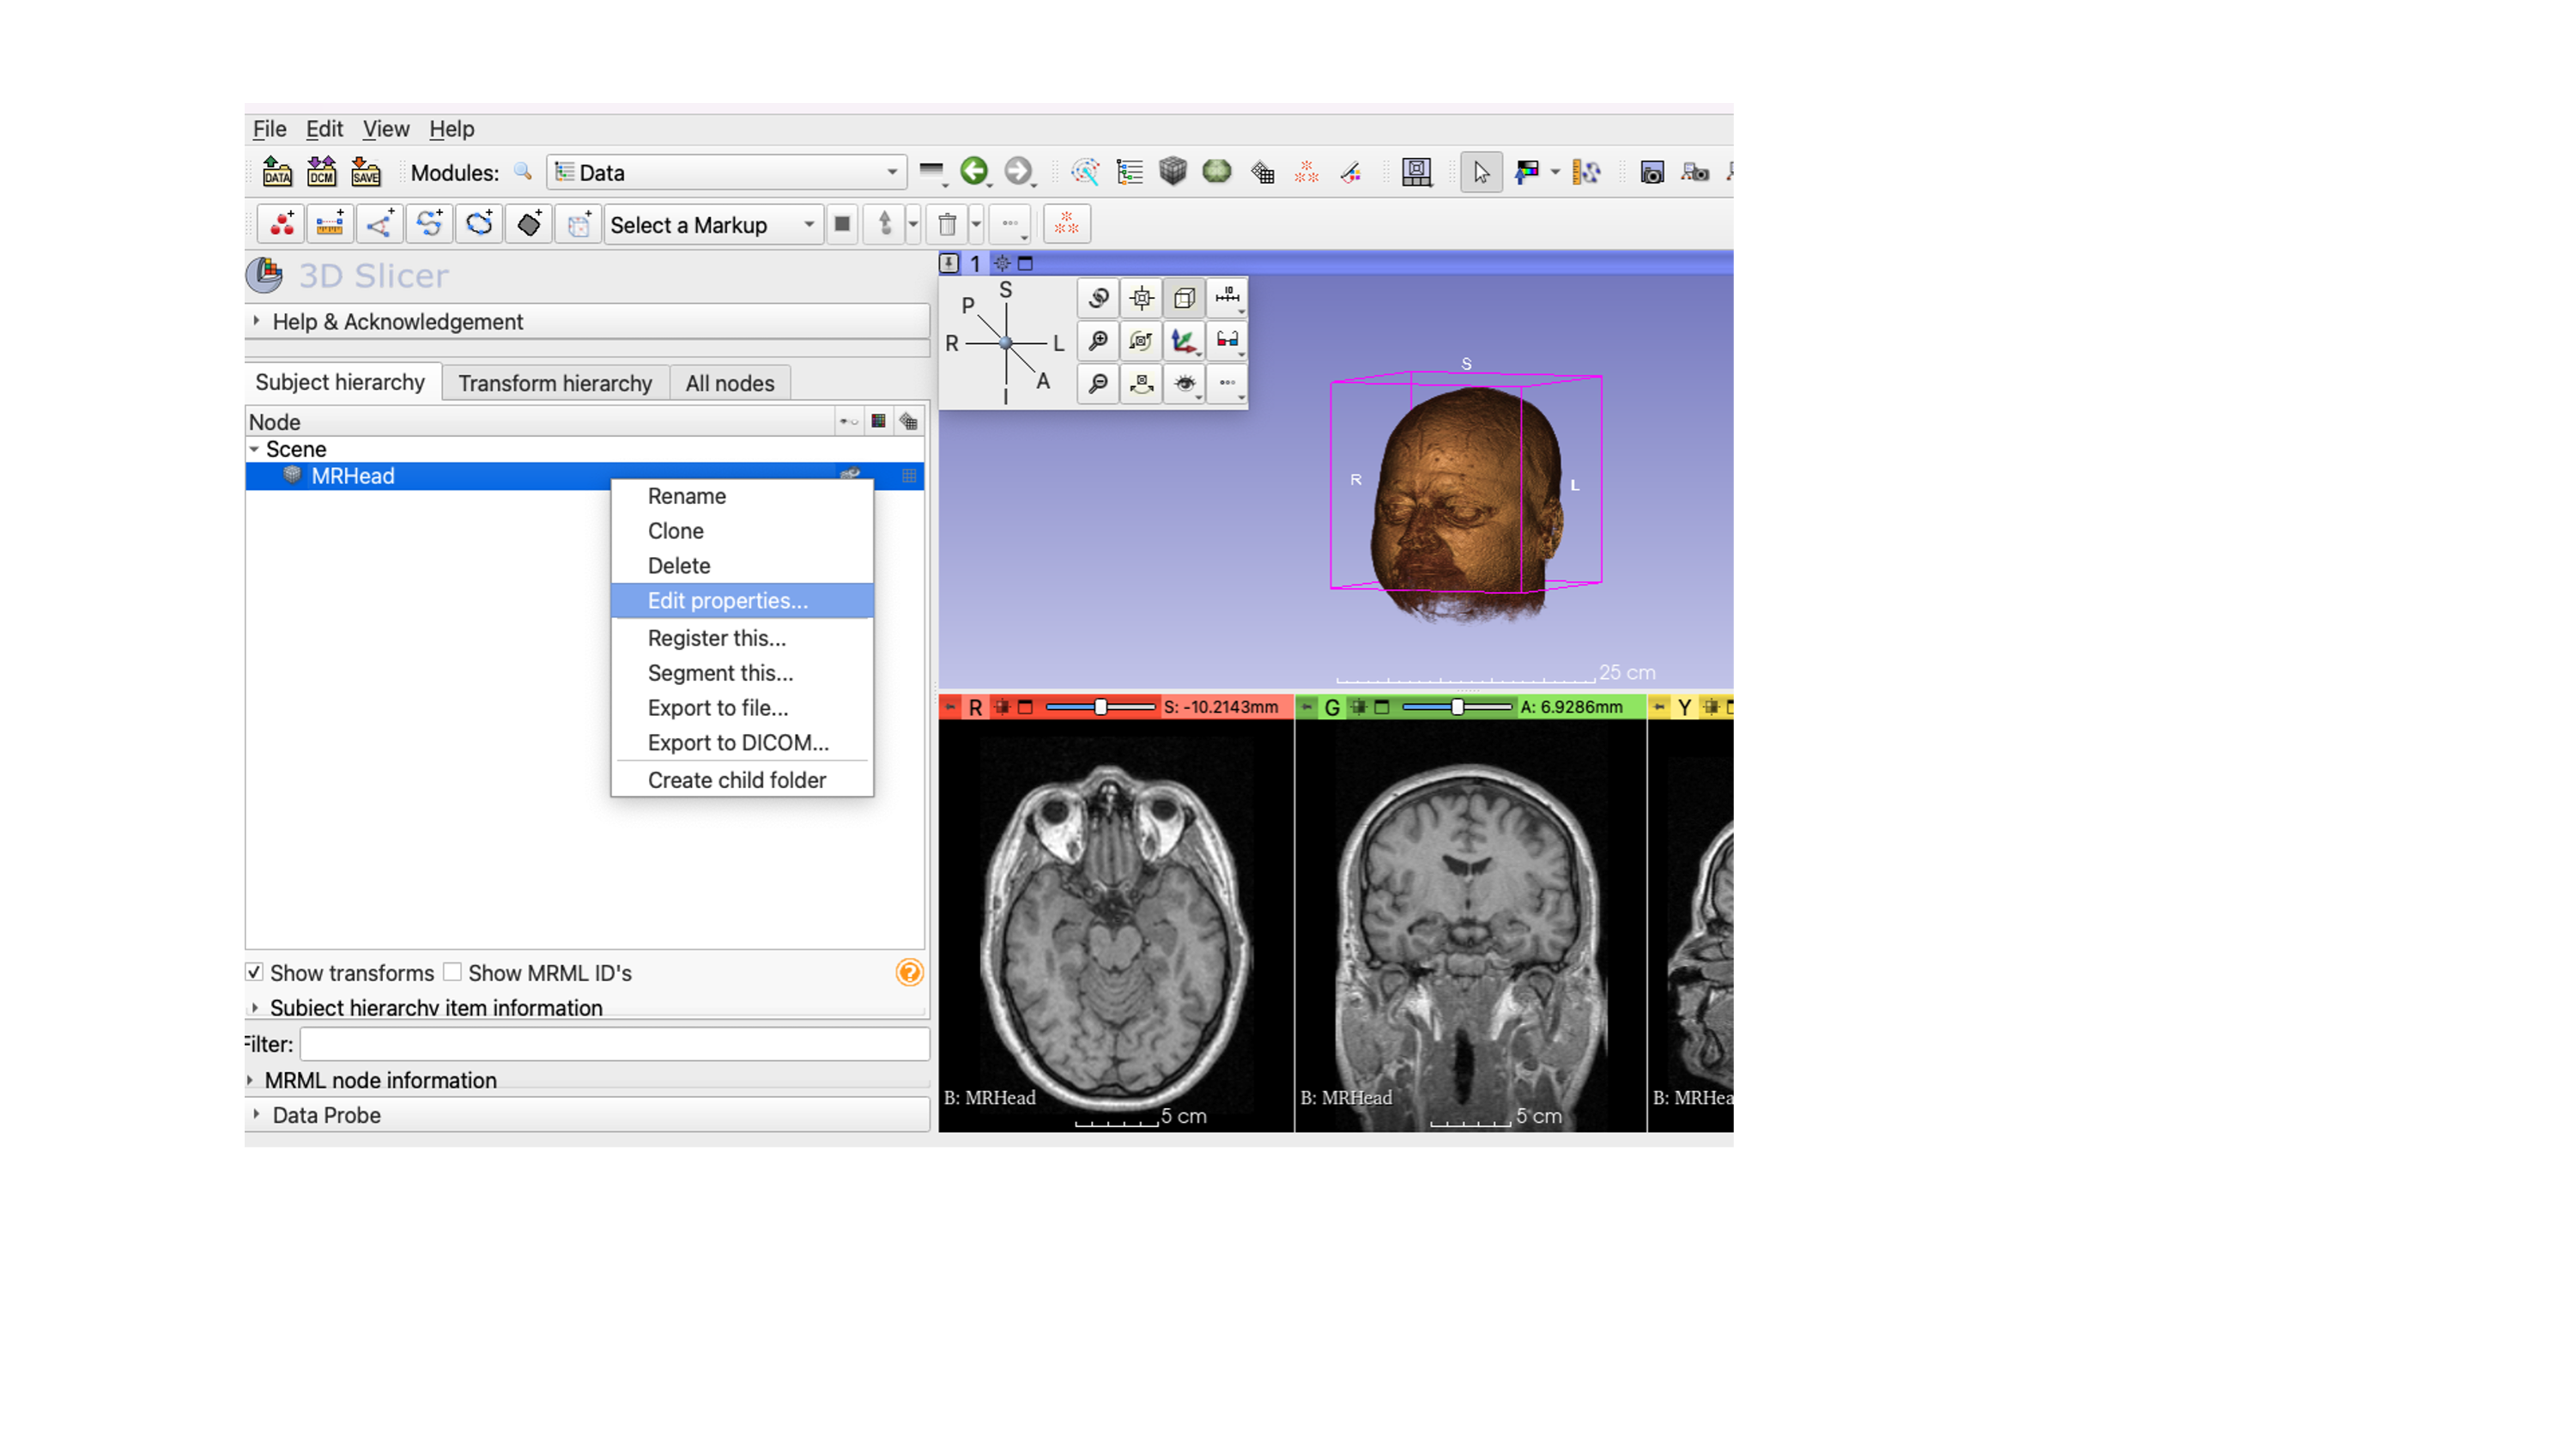 File Edit View Help
DATA DCM SAVE Modules: Data
Select a Markup
3D Slicer
Help & Acknowledgement
Subject hierarchy Transform hierarchy All nodes
Node
Scene
MRHead
Rename
Clone
Delete
Edit properties...
Register this...
Segment this...
Export to file...
Export to DICOM...
Create child folder
Show transforms Show MRML ID's
Subject hierarchy item information
Filter:
MRML node information
Data Probe
1
S
P
R L
A
I
10
S
R L
25 cm
R S: -10.2143mm
B: MRHead
5 cm
G A: 6.9286mm
B: MRHead
5 cm
Y
B: MRHea